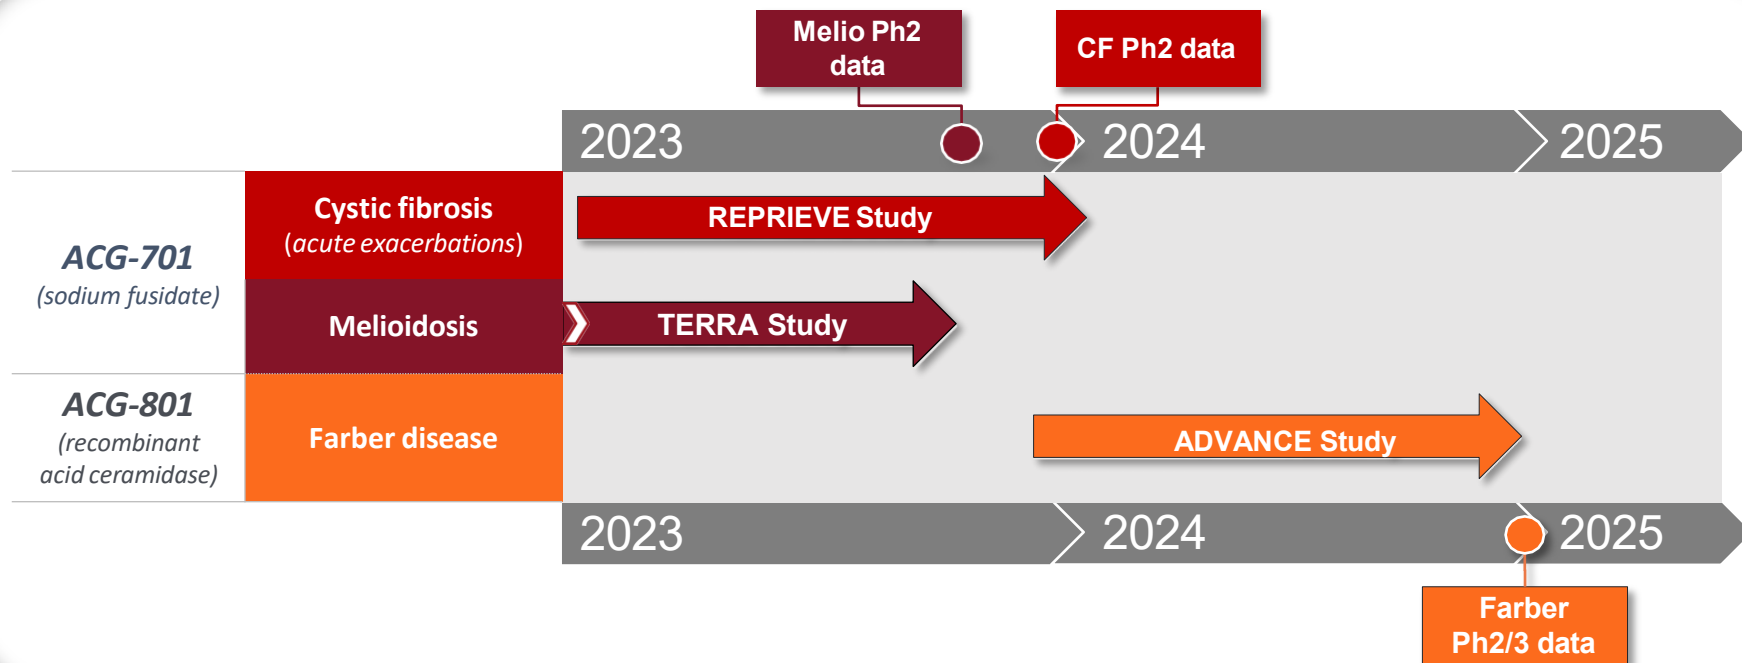 Melio Ph2
data
CF Ph2 data
2023
2024
2025
ACG-701
(sodium fusidate)
Cystic fibrosis
(acute exacerbations)
REPRIEVE Study
Melioidosis
TERRA Study
ACG-801
(recombinant
acid ceramidase)
Farber disease
ADVANCE Study
2023
2024
2025
Farber
Ph2/3 data